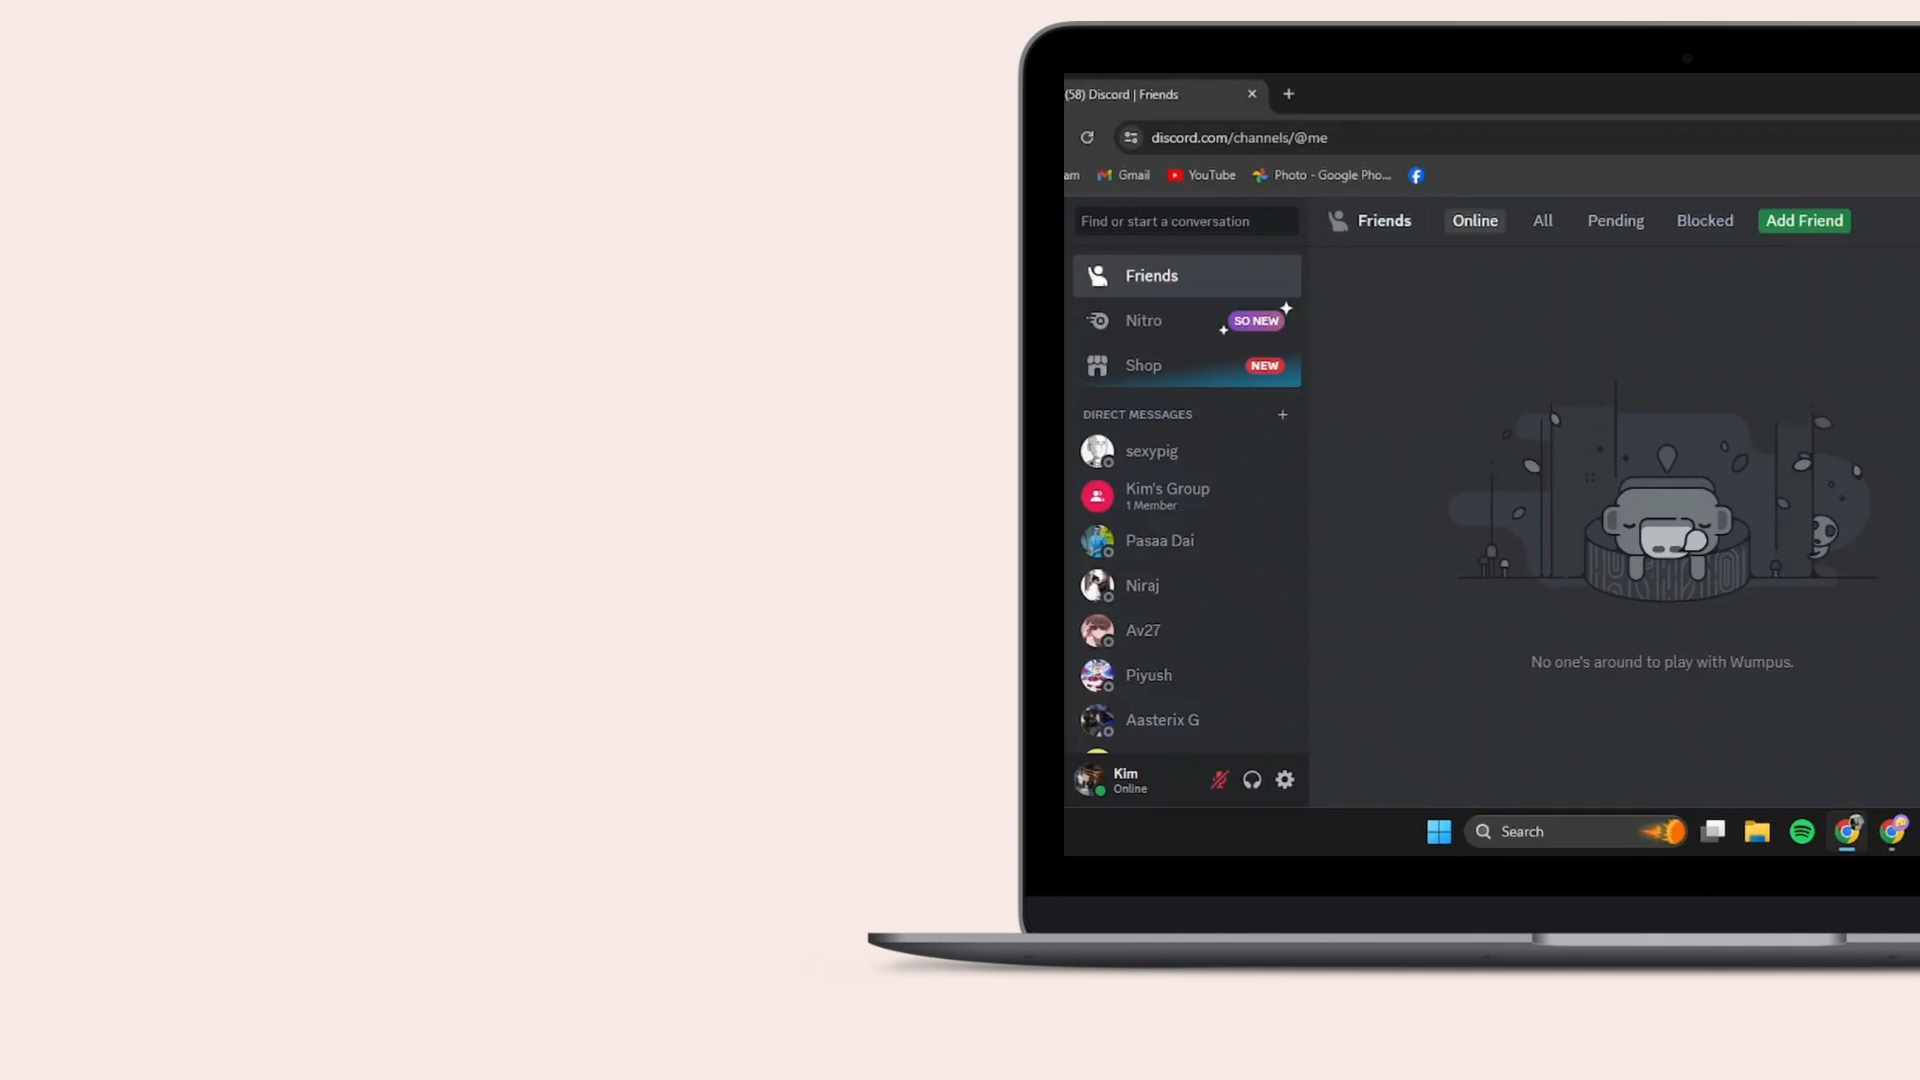 (58) Discord | Friends
discord.com/channels/@me
am
Gmail
YouTube
Photo - Google Pho...
Find or start a conversation
Friends
Online
All
Pending
Blocked
Add Friend
Friends
Nitro
SO NEW
Shop
NEW
DIRECT MESSAGES
sexypig
Kim's Group
1 Member
Pasaa Dai
Niraj
Av27
Piyush
Aasterix G
No one's around to play with Wumpus.
Kim
Online
Search